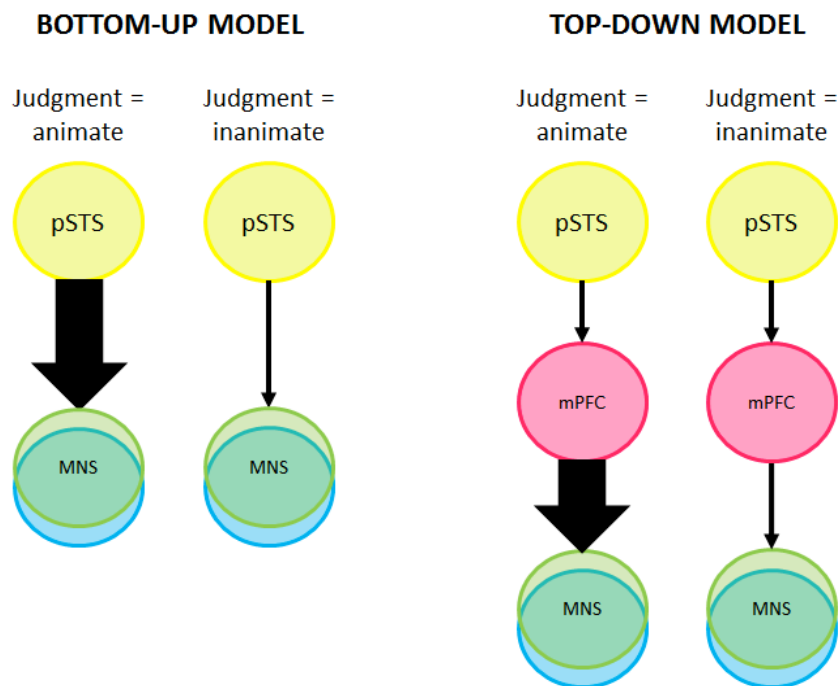 BOTTOM-UP MODEL
Judgment =
animate
Judgment =
inanimate
pSTS
pSTS
MNS
MNS
TOP-DOWN MODEL
Judgment =
animate
Judgment =
inanimate
pSTS
pSTS
mPFC
mPFC
MNS
MNS